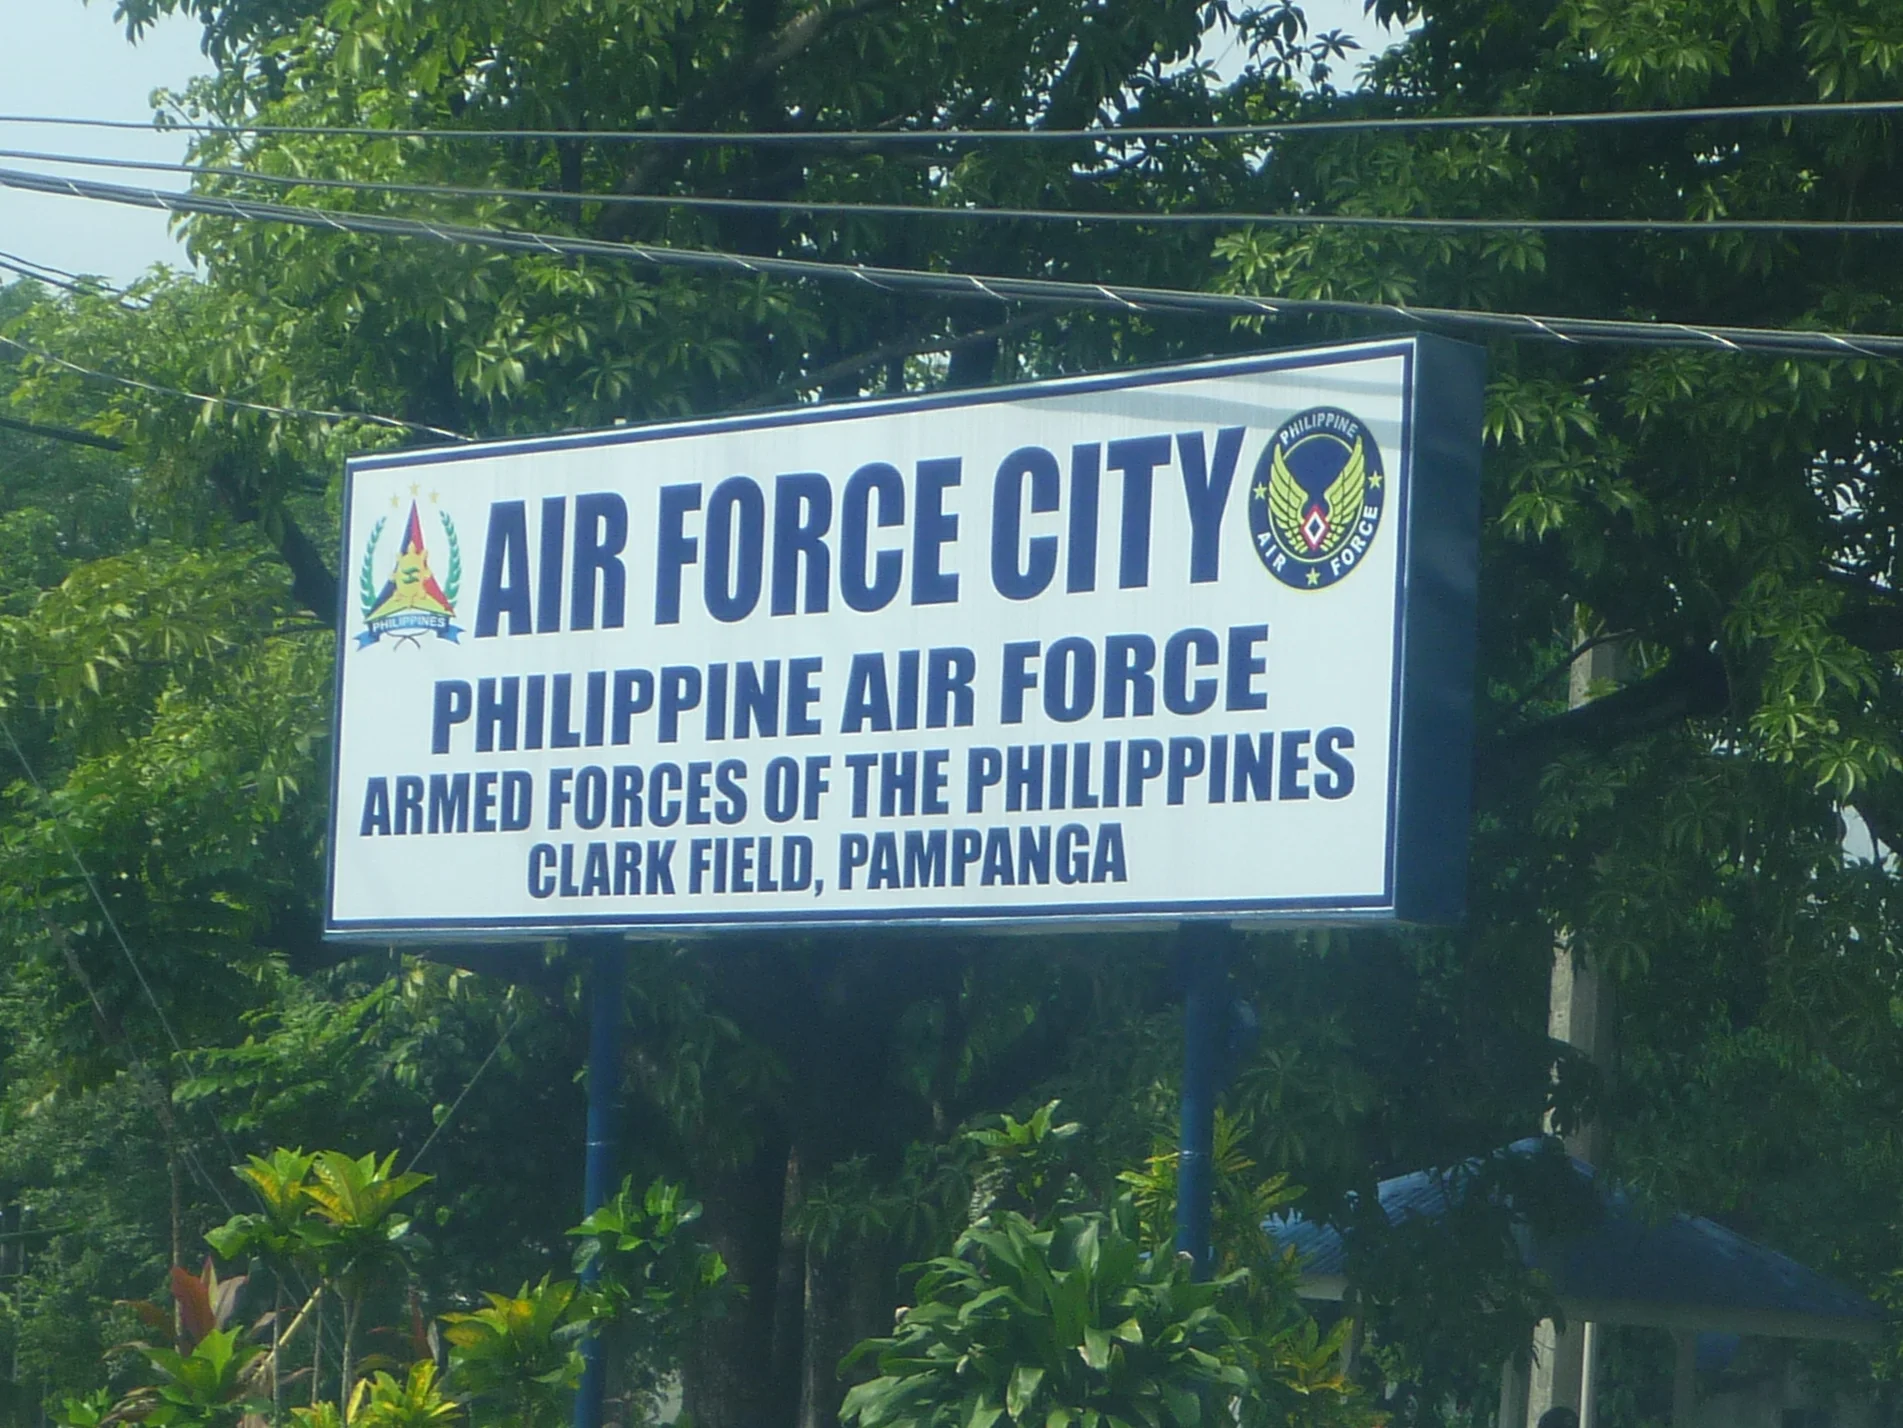 AIR FORCE CITY
PHILIPPINE AIR FORCE
ARMED FORCES OF THE PHILIPPINES
CLARK FIELD, PAMPANGA
PHILIPPINES
PHILIPPINE
AIR FORCE